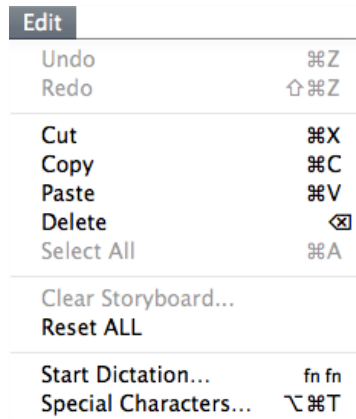 Edit
Undo ⌘Z
Redo ⇧⌘Z
Cut ⌘X
Copy ⌘C
Paste ⌘V
Delete ⌫
Select All ⌘A
Clear Storyboard...
Reset ALL
Start Dictation... fn fn
Special Characters... ⌥⌘T